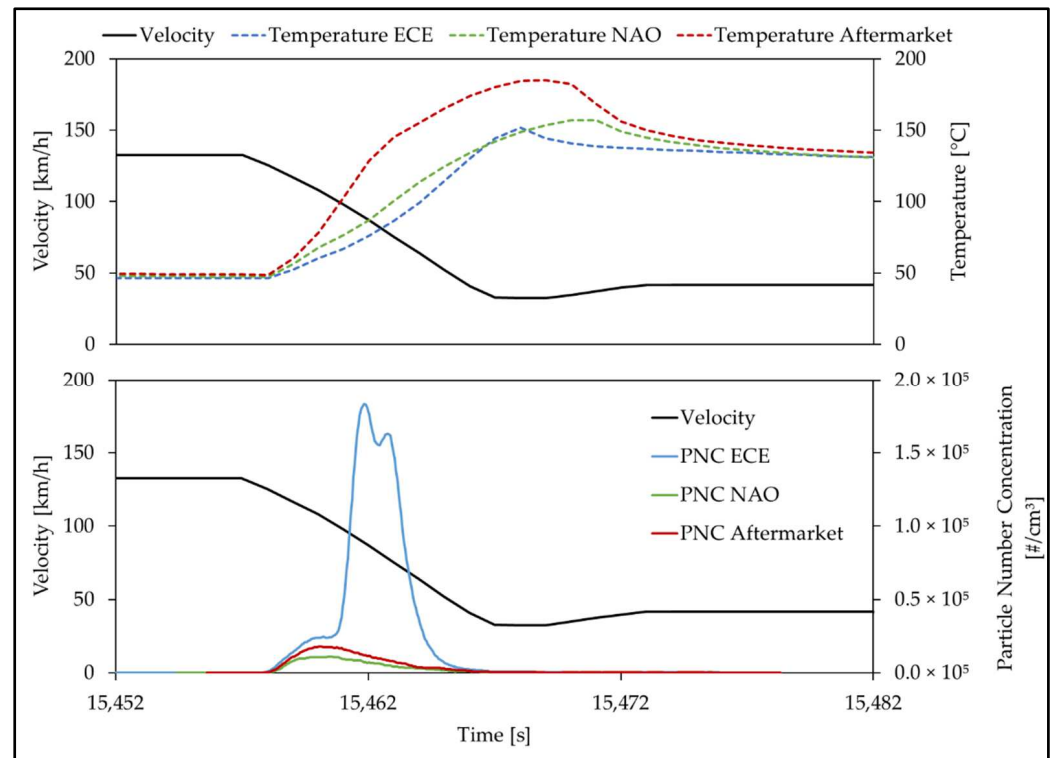 Velocity Temperature ECE Temperature NAO Temperature Aftermarket
200 200
150 150
100 100
50 50
0 0
Velocity [km/h]
Temperature [°C]
200 2.0 × 10⁵
150 1.5 × 10⁵
100 1.0 × 10⁵
50 0.5 × 10⁵
0 0.0 × 10⁵
Velocity [km/h]
Velocity
PNC ECE
PNC NAO
PNC Aftermarket
Particle Number Concentration
[#/cm³]
15,452 15,462 15,472 15,482
Time [s]